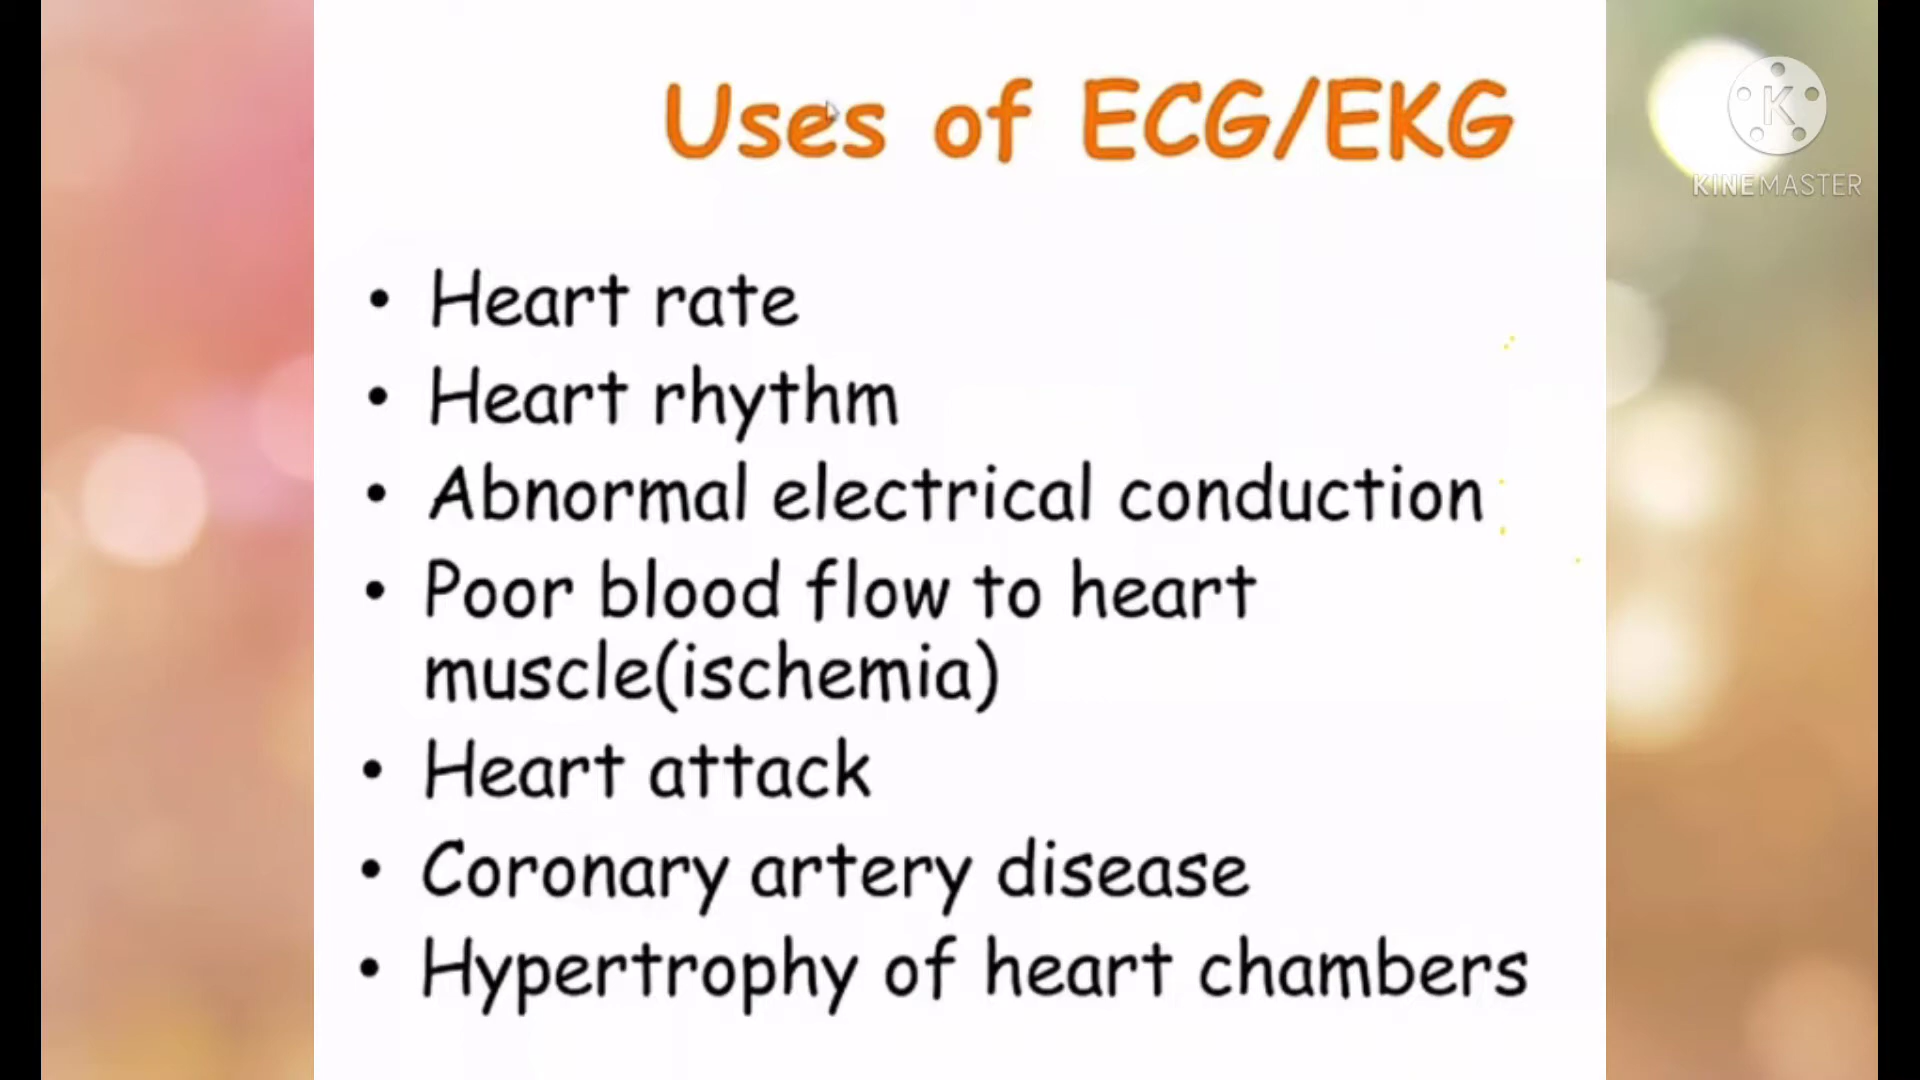 Uses of ECG/EKG
K
KINEMASTER
• Heart rate
• Heart rhythm
• Abnormal electrical conduction
• Poor blood flow to heart
muscle(ischemia)
• Heart attack
• Coronary artery disease
• Hypertrophy of heart chambers